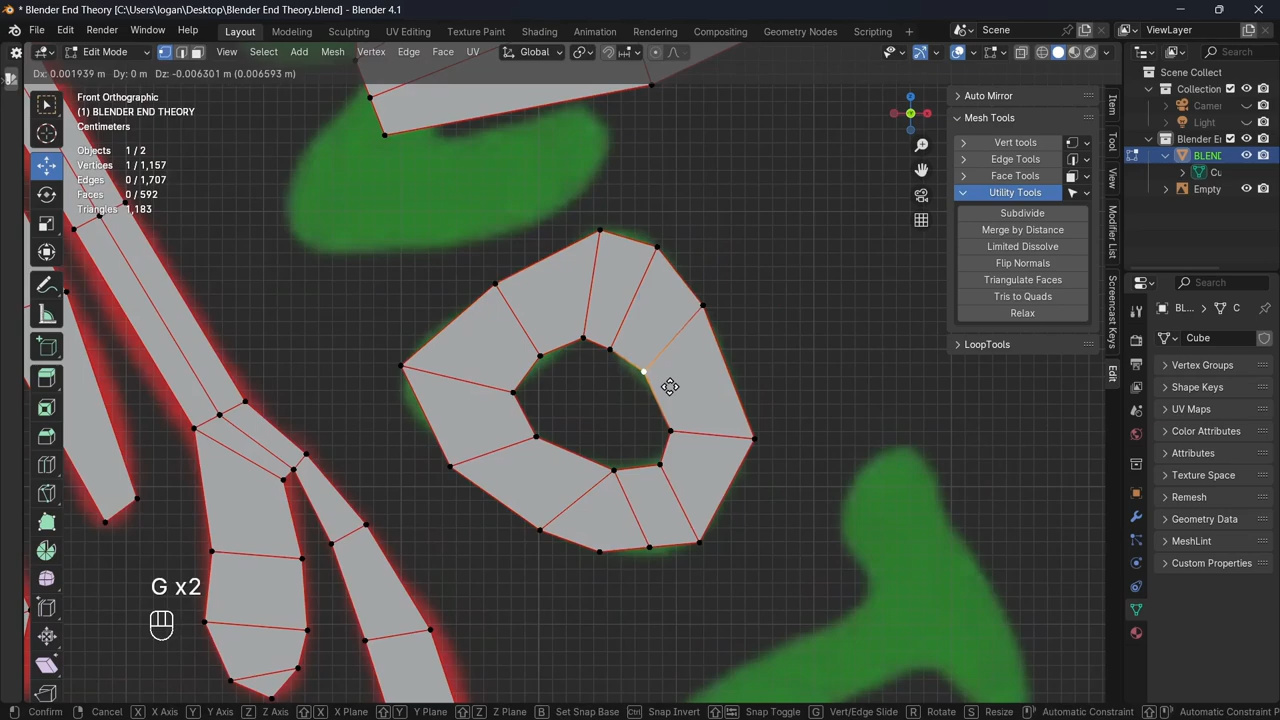 * Blender End Theory [C:\Users\logan\Desktop\Blender End Theory.blend] - Blender 4.1
File Edit Render Window Help Layout Modeling Sculpting UV Editing Texture Paint Shading Animation Rendering Compositing Geometry Nodes Scripting + Scene ViewLayer
Edit Mode View Select Add Mesh Vertex Edge Face UV Global Search
Dx: 0.001939 m Dy: 0 m Dz: -0.006301 m (0.006593 m)
Front Orthographic
(1) BLENDER END THEORY
Centimeters
Objects 1 / 2
Vertices 1 / 1,157
Edges 0 / 1,707
Faces 0 / 592
Triangles 1,183
Auto Mirror
Mesh Tools
Vert tools
Edge Tools
Face Tools
Utility Tools
Subdivide
Merge by Distance
Limited Dissolve
Flip Normals
Triangulate Faces
Tris to Quads
Relax
LoopTools
Item
Tool
View
Modifier List
Screencast Keys
Edit
Scene Collect
Collection
Camer
Light
Blender E
BLEND
Cu
Empty
Search
BL... C
Cube
Vertex Groups
Shape Keys
UV Maps
Color Attributes
Attributes
Texture Space
Remesh
Geometry Data
MeshLint
Custom Properties
G x2
Confirm Cancel X X Axis Y Y Axis Z Z Axis X X Plane Y Y Plane Z Z Plane B Set Snap Base Ctrl Snap Invert Snap Toggle G Vert/Edge Slide R Rotate S Resize Automatic Constraint Automatic Constraint P